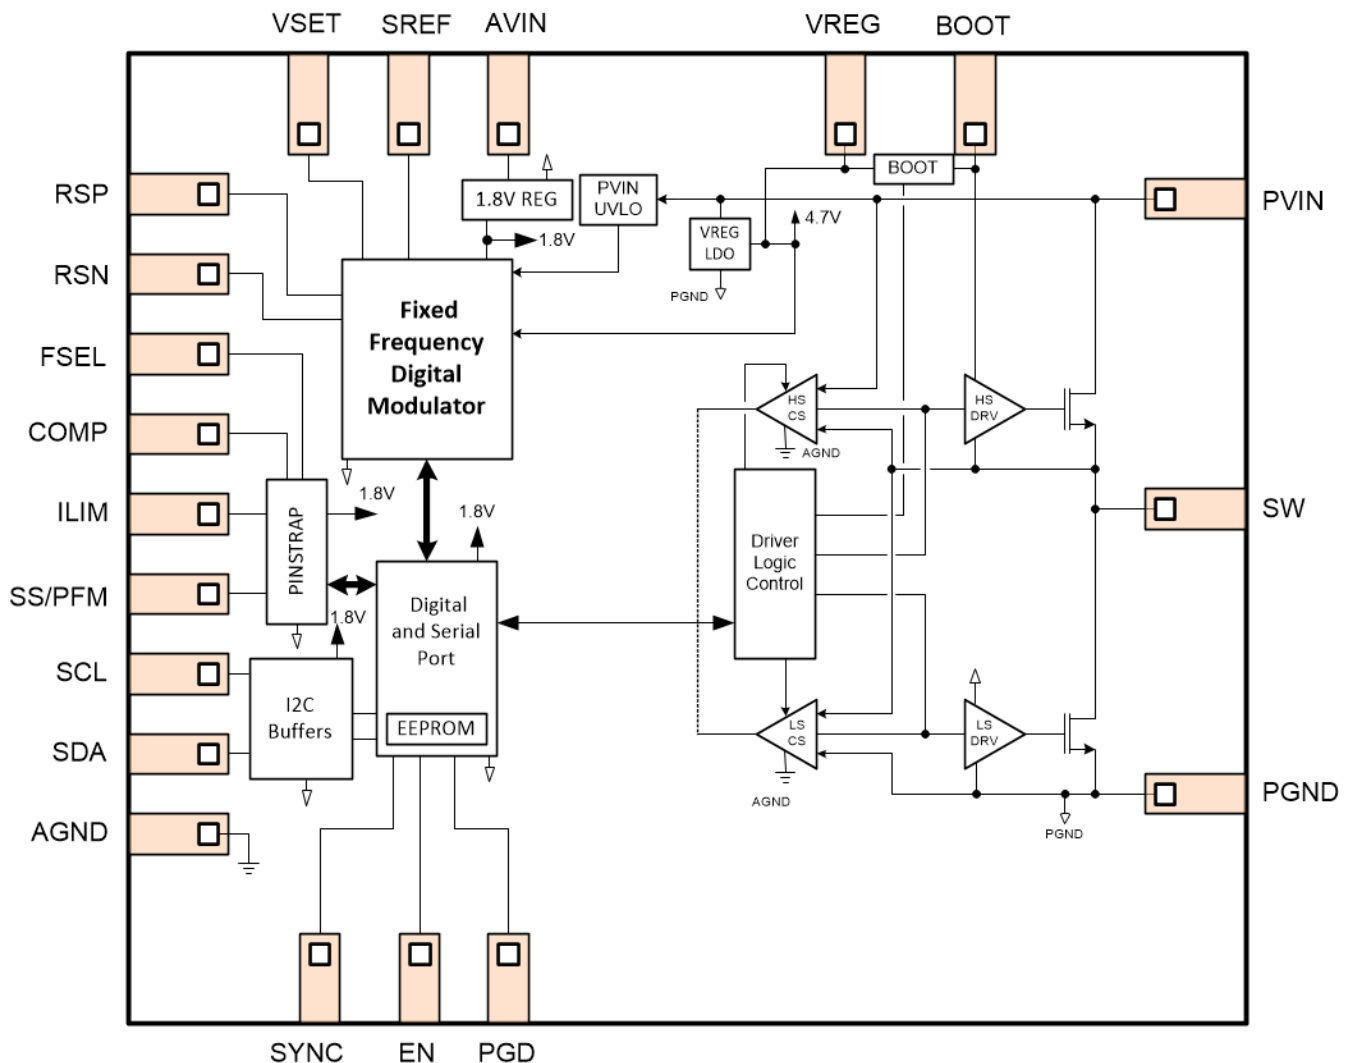 VSET
SREF
AVIN
VREG
BOOT
BOOT
RSP
1.8V REG
PVIN
UVLO
PVIN
4.7V
VREG
LDO
1.8V
RSN
PGND
Fixed
Frequency
Digital
Modulator
FSEL
COMP
HS
CS
HS
DRV
AGND
ILIM
1.8V
1.8V
SW
PINSTRAP
Driver
Logic
Control
SS/PFM
Digital
and Serial
Port
1.8V
SCL
I2C
Buffers
EEPROM
SDA
LS
CS
LS
DRV
PGND
AGND
AGND
PGND
SYNC
EN
PGD